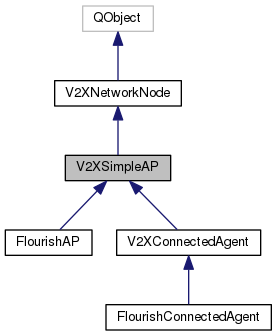 QObject
V2XNetworkNode
V2XSimpleAP
FlourishAP
V2XConnectedAgent
FlourishConnectedAgent